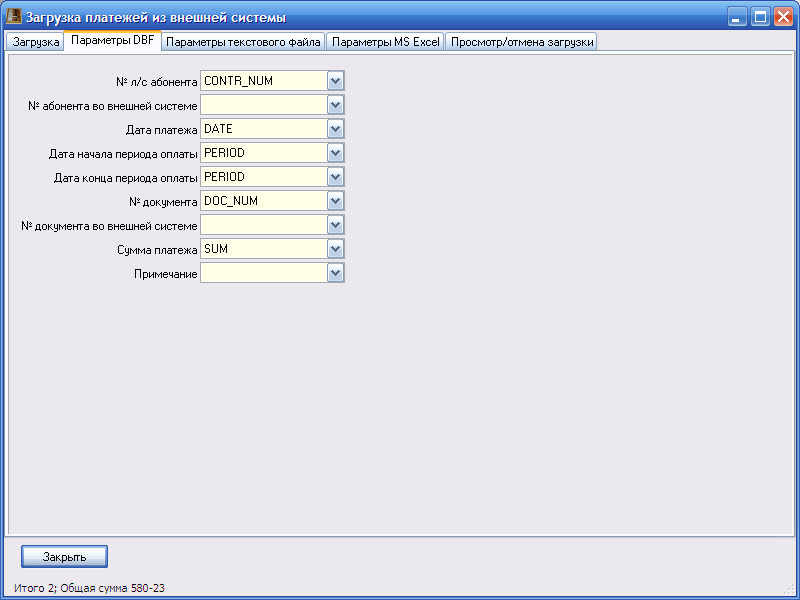 Загрузка платежей из внешней системы
Загрузка Параметры DBF Параметры текстового файла Параметры MS Excel Просмотр/отмена загрузки
№ л/с абонента CONTR_NUM
№ абонента во внешней системе
Дата платежа DATE
Дата начала периода оплаты PERIOD
Дата конца периода оплаты PERIOD
№ документа DOC_NUM
№ документа во внешней системе
Сумма платежа SUM
Примечание
Закрыть
Итого 2; Общая сумма 580-23